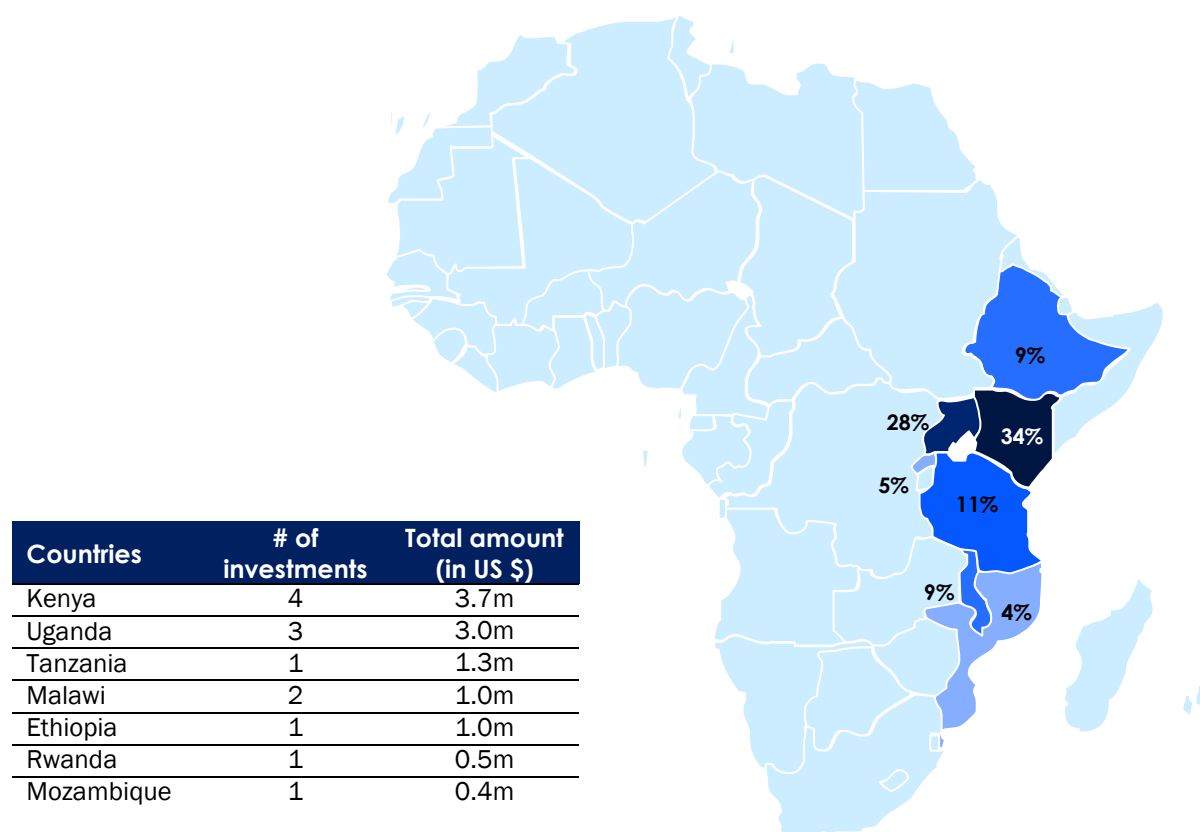 9%
28%
34%
5%
11%
9%
4%
Countries # of investments Total amount (in US $)
Kenya 4 3.7m
Uganda 3 3.0m
Tanzania 1 1.3m
Malawi 2 1.0m
Ethiopia 1 1.0m
Rwanda 1 0.5m
Mozambique 1 0.4m